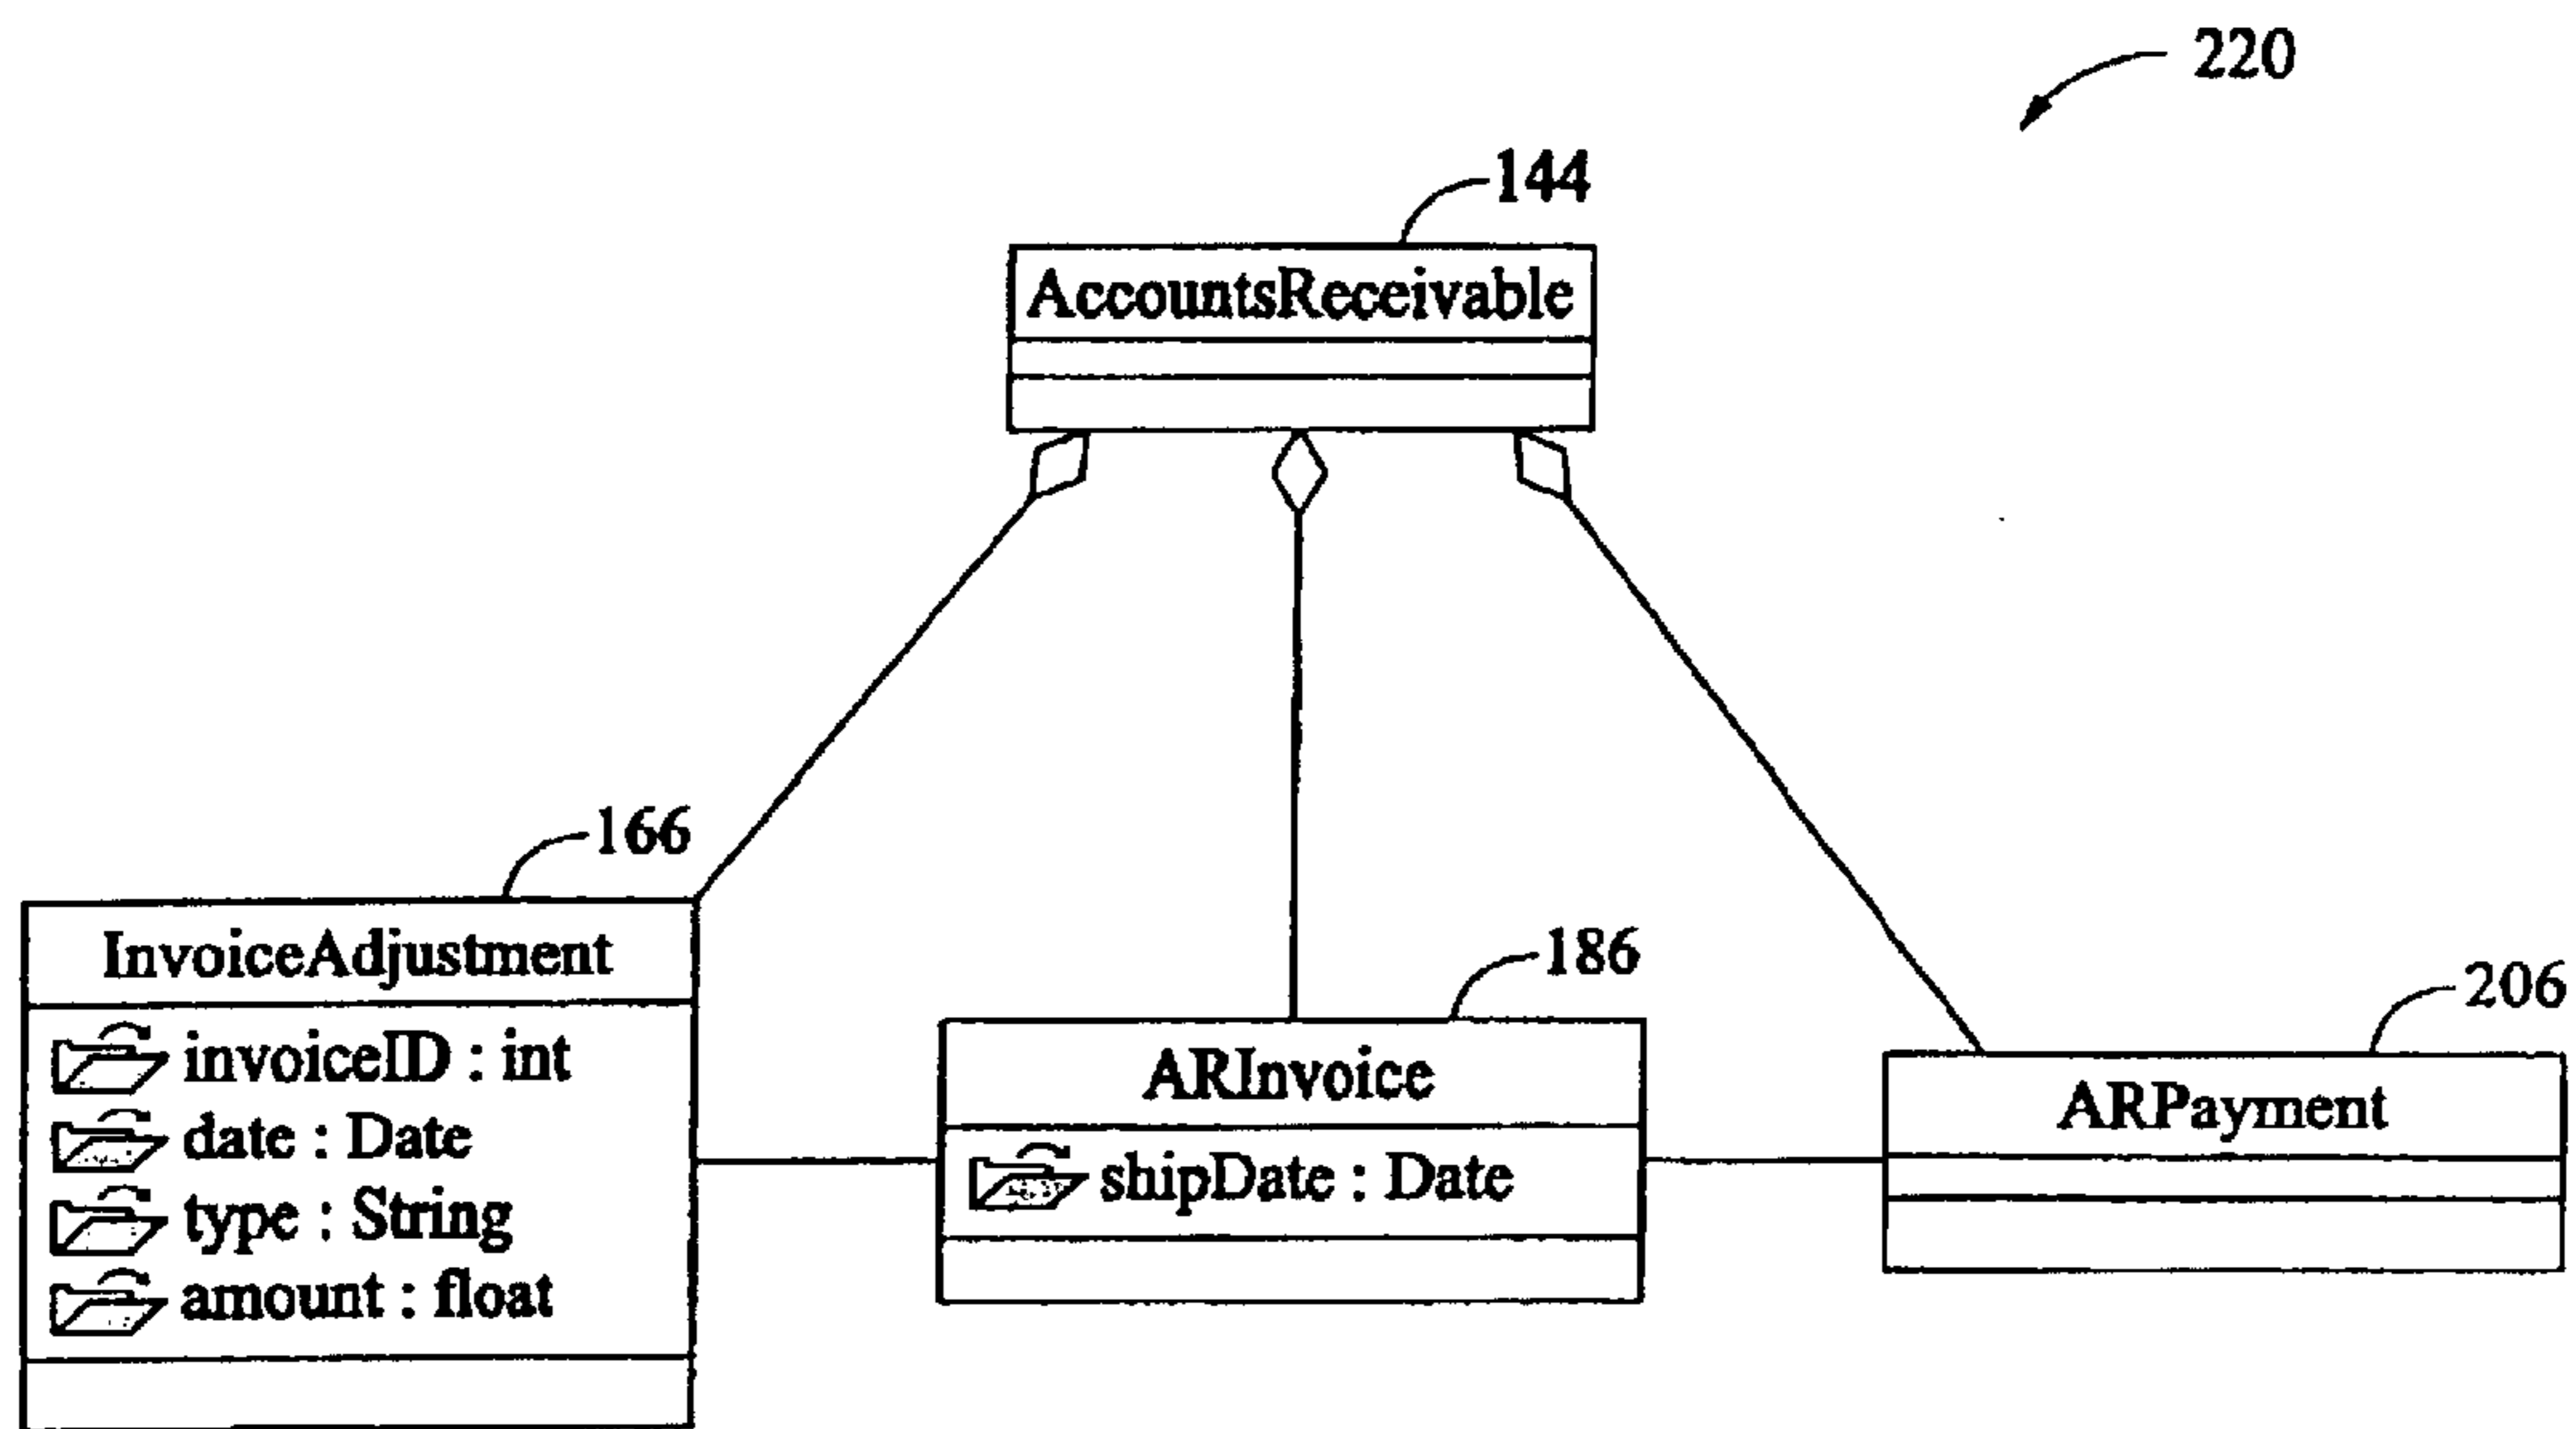 220
144
AccountsReceivable
166
InvoiceAdjustment
invoiceID : int
date : Date
type : String
amount : float
186
ARInvoice
shipDate : Date
206
ARPayment